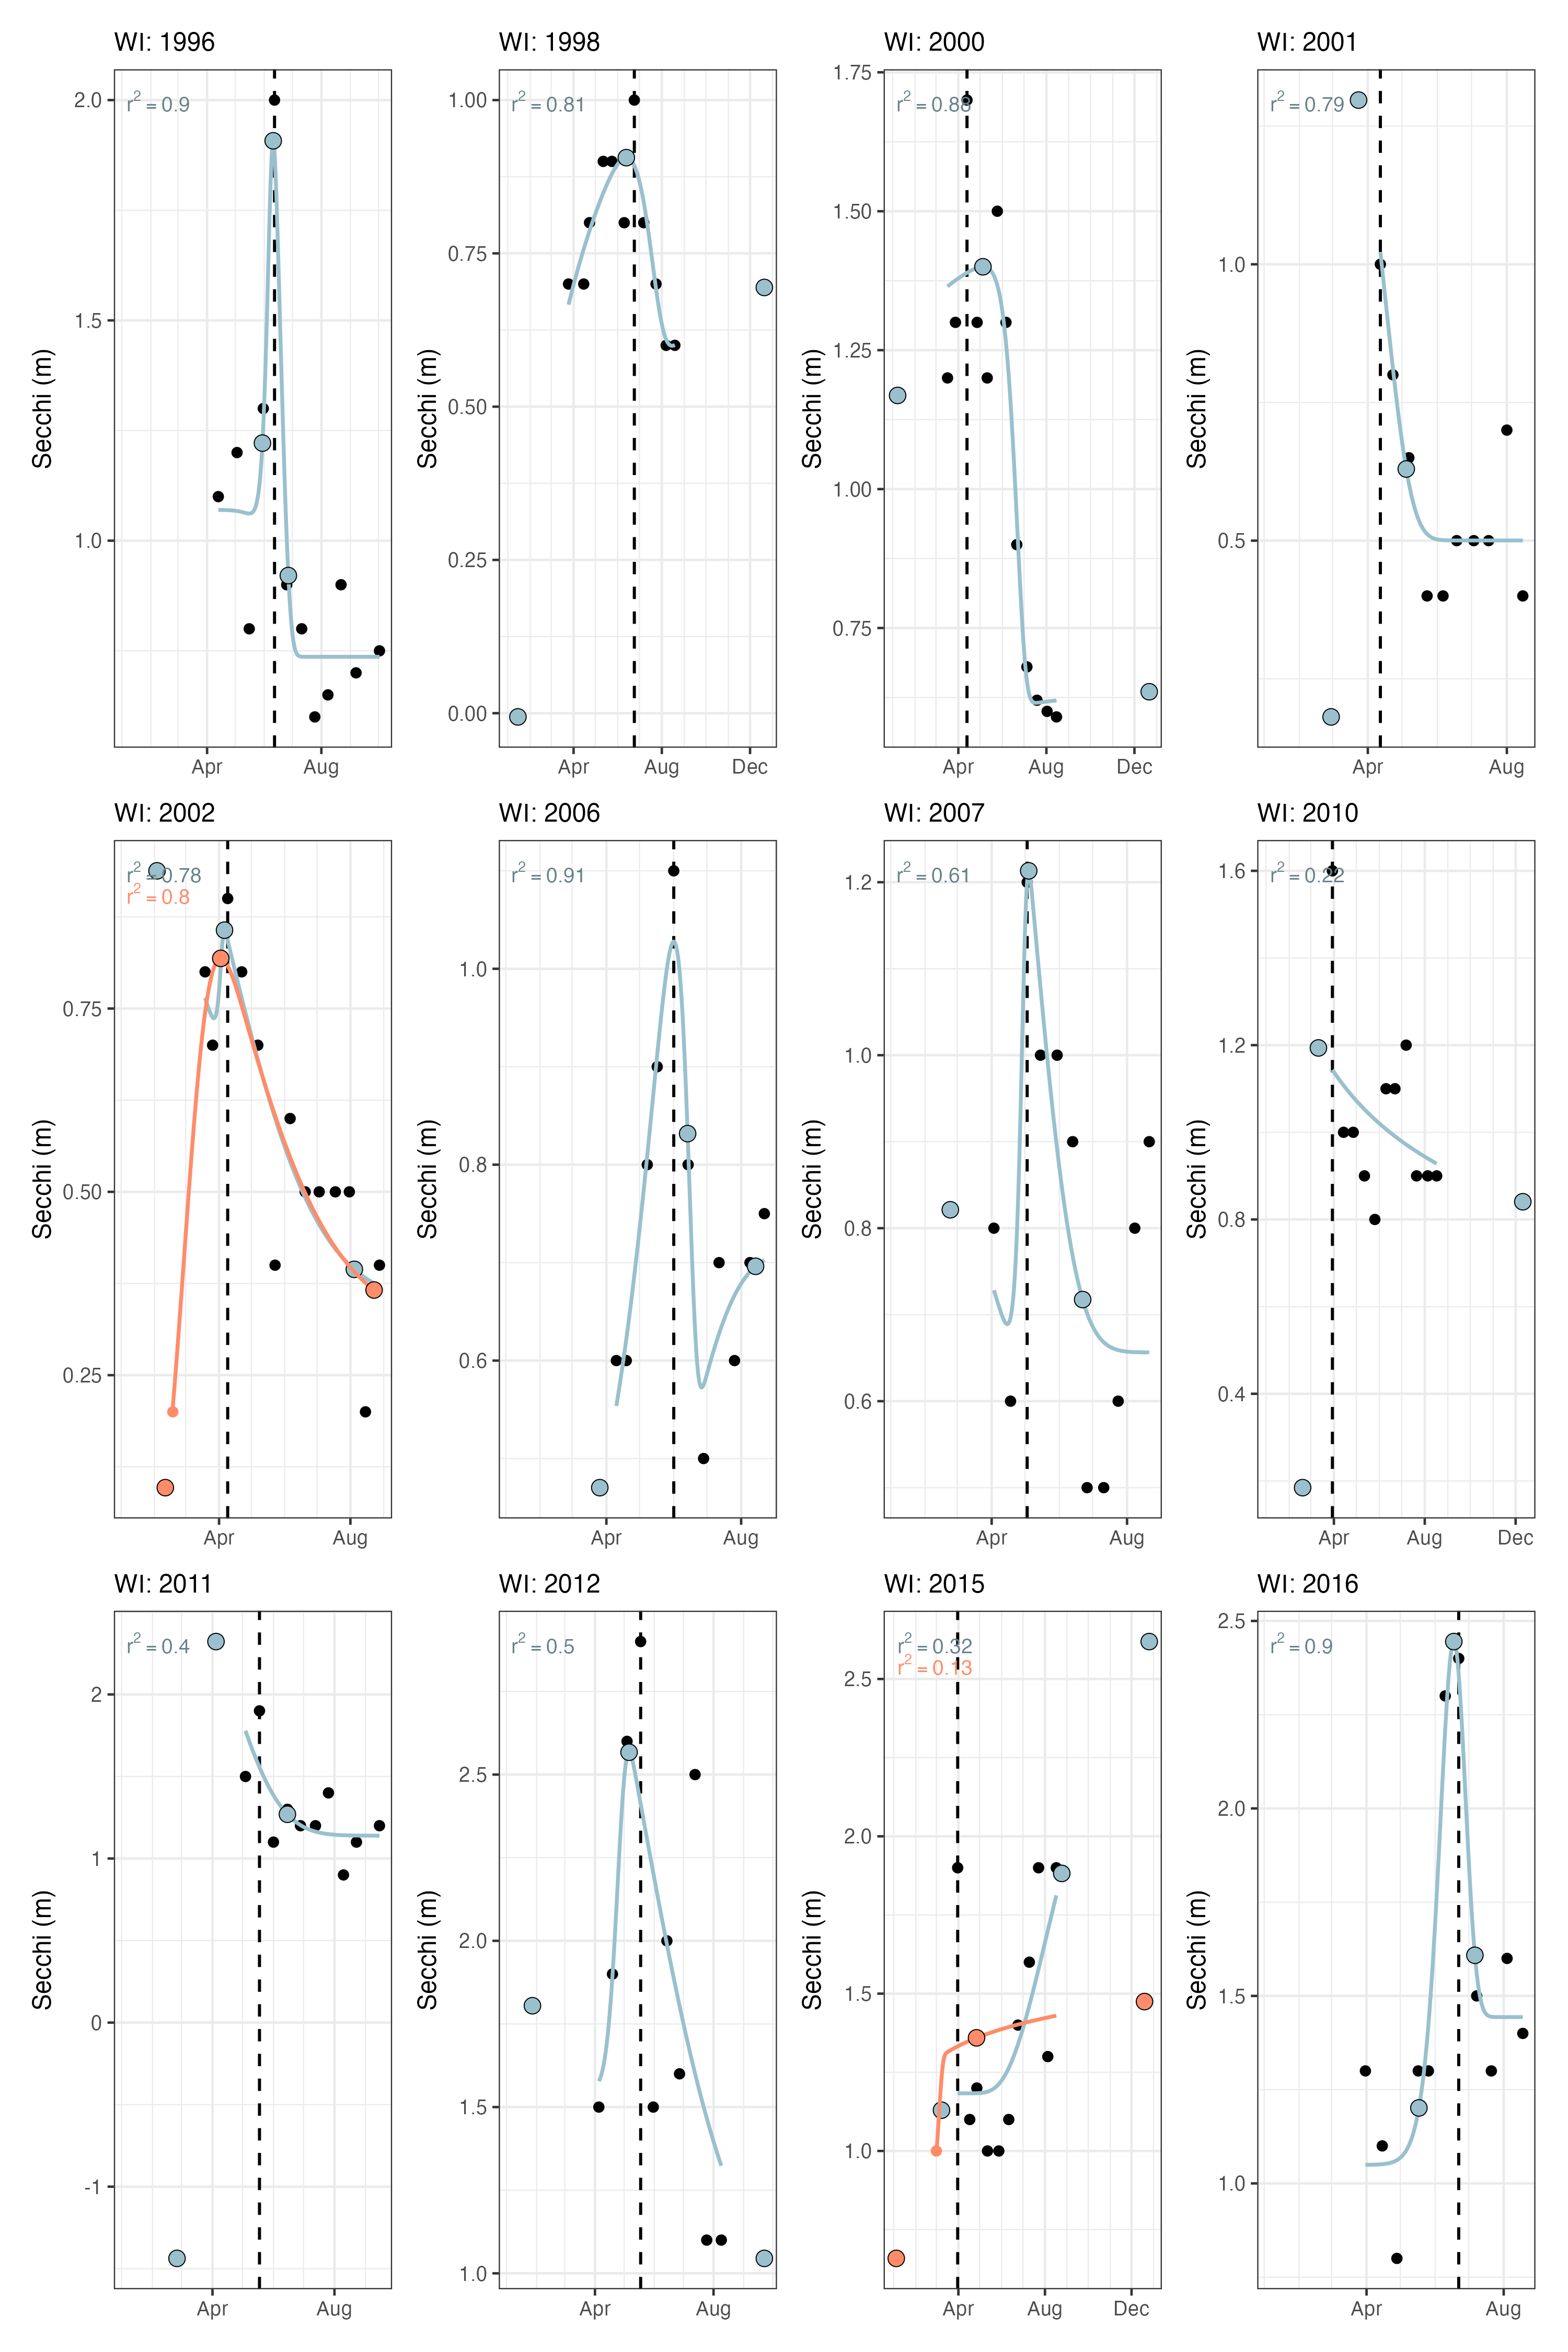 WI: 1996
Secchi (m)
r2 = 0.9
2.0
1.5
1.0
Apr Aug
WI: 1998
Secchi (m)
r2 = 0.81
1.00
0.75
0.50
0.25
0.00
Apr Aug Dec
WI: 2000
Secchi (m)
r2 = 0.88
1.75
1.50
1.25
1.00
0.75
Apr Aug Dec
WI: 2001
Secchi (m)
r2 = 0.79
1.0
0.5
Apr Aug
WI: 2002
Secchi (m)
r2 = 0.78
r2 = 0.8
0.75
0.50
0.25
Apr Aug
WI: 2006
Secchi (m)
r2 = 0.91
1.0
0.8
0.6
Apr Aug
WI: 2007
Secchi (m)
r2 = 0.61
1.2
1.0
0.8
0.6
Apr Aug
WI: 2010
Secchi (m)
r2 = 0.22
1.6
1.2
0.8
0.4
Apr Aug Dec
WI: 2011
Secchi (m)
r2 = 0.4
2
1
0
-1
Apr Aug
WI: 2012
Secchi (m)
r2 = 0.5
2.5
2.0
1.5
1.0
Apr Aug
WI: 2015
Secchi (m)
r2 = 0.32
r2 = 0.13
2.5
2.0
1.5
1.0
Apr Aug Dec
WI: 2016
Secchi (m)
r2 = 0.9
2.5
2.0
1.5
1.0
Apr Aug